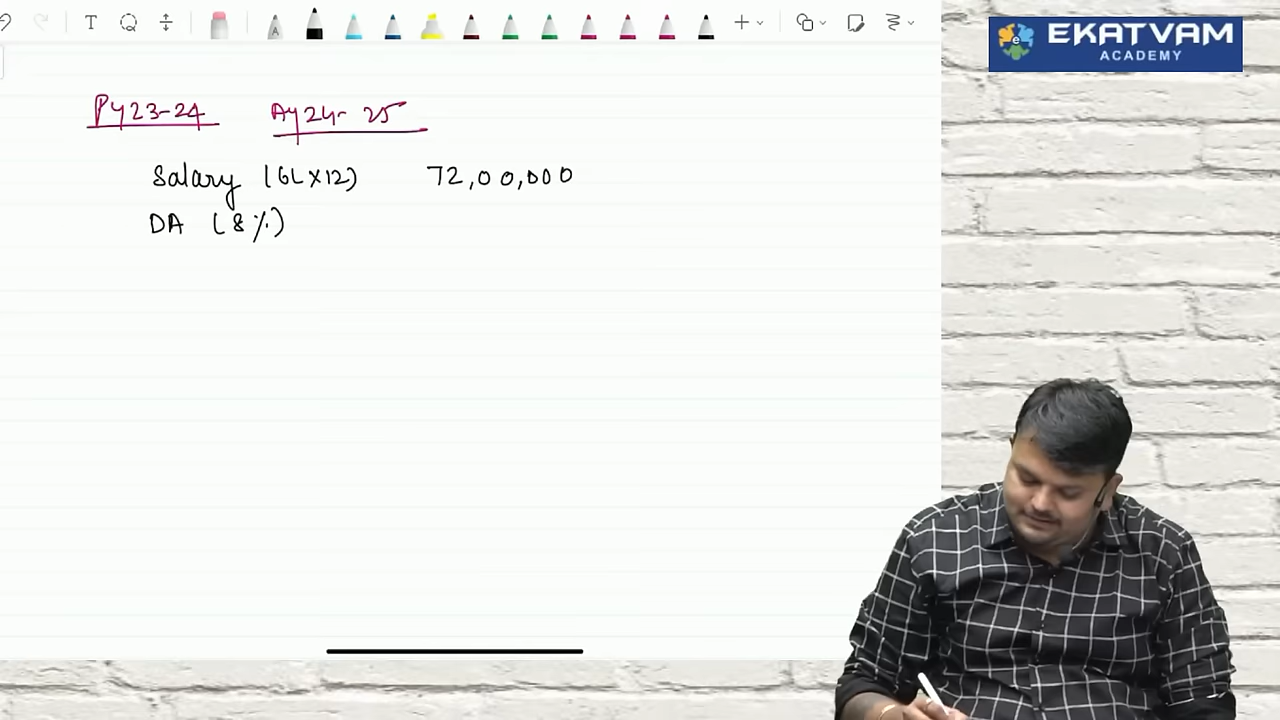 EKATVAM
ACADEMY
PY23-24 AY24-25
Salary (6L×12) 72,00,000
DA (8%)